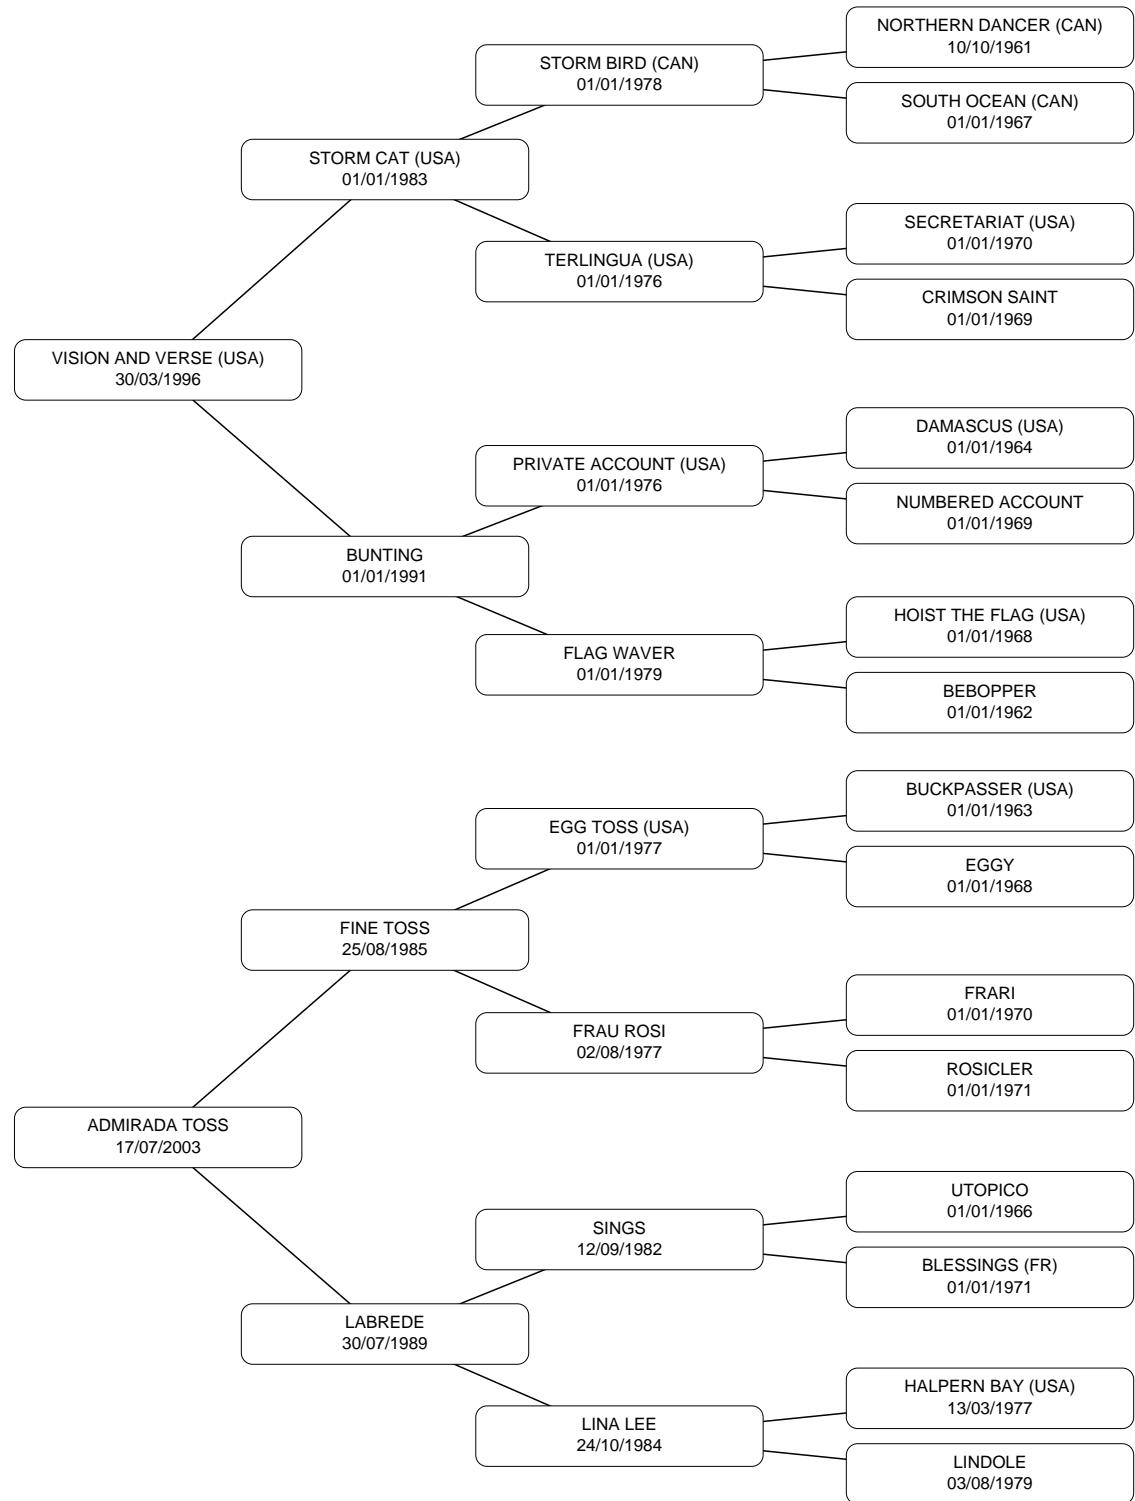 NORTHERN DANCER (CAN)
10/10/1961
STORM BIRD (CAN)
01/01/1978
SOUTH OCEAN (CAN)
01/01/1967
STORM CAT (USA)
01/01/1983
SECRETARIAT (USA)
01/01/1970
TERLINGUA (USA)
01/01/1976
CRIMSON SAINT
01/01/1969
VISION AND VERSE (USA)
30/03/1996
DAMASCUS (USA)
01/01/1964
PRIVATE ACCOUNT (USA)
01/01/1976
NUMBERED ACCOUNT
01/01/1969
BUNTING
01/01/1991
HOIST THE FLAG (USA)
01/01/1968
FLAG WAVER
01/01/1979
BEBOPPER
01/01/1962
BUCKPASSER (USA)
01/01/1963
EGG TOSS (USA)
01/01/1977
EGGY
01/01/1968
FINE TOSS
25/08/1985
FRARI
01/01/1970
FRAU ROSI
02/08/1977
ROSICLER
01/01/1971
ADMIRADA TOSS
17/07/2003
UTOPICO
01/01/1966
SINGS
12/09/1982
BLESSINGS (FR)
01/01/1971
LABREDE
30/07/1989
HALPERN BAY (USA)
13/03/1977
LINA LEE
24/10/1984
LINDOLE
03/08/1979